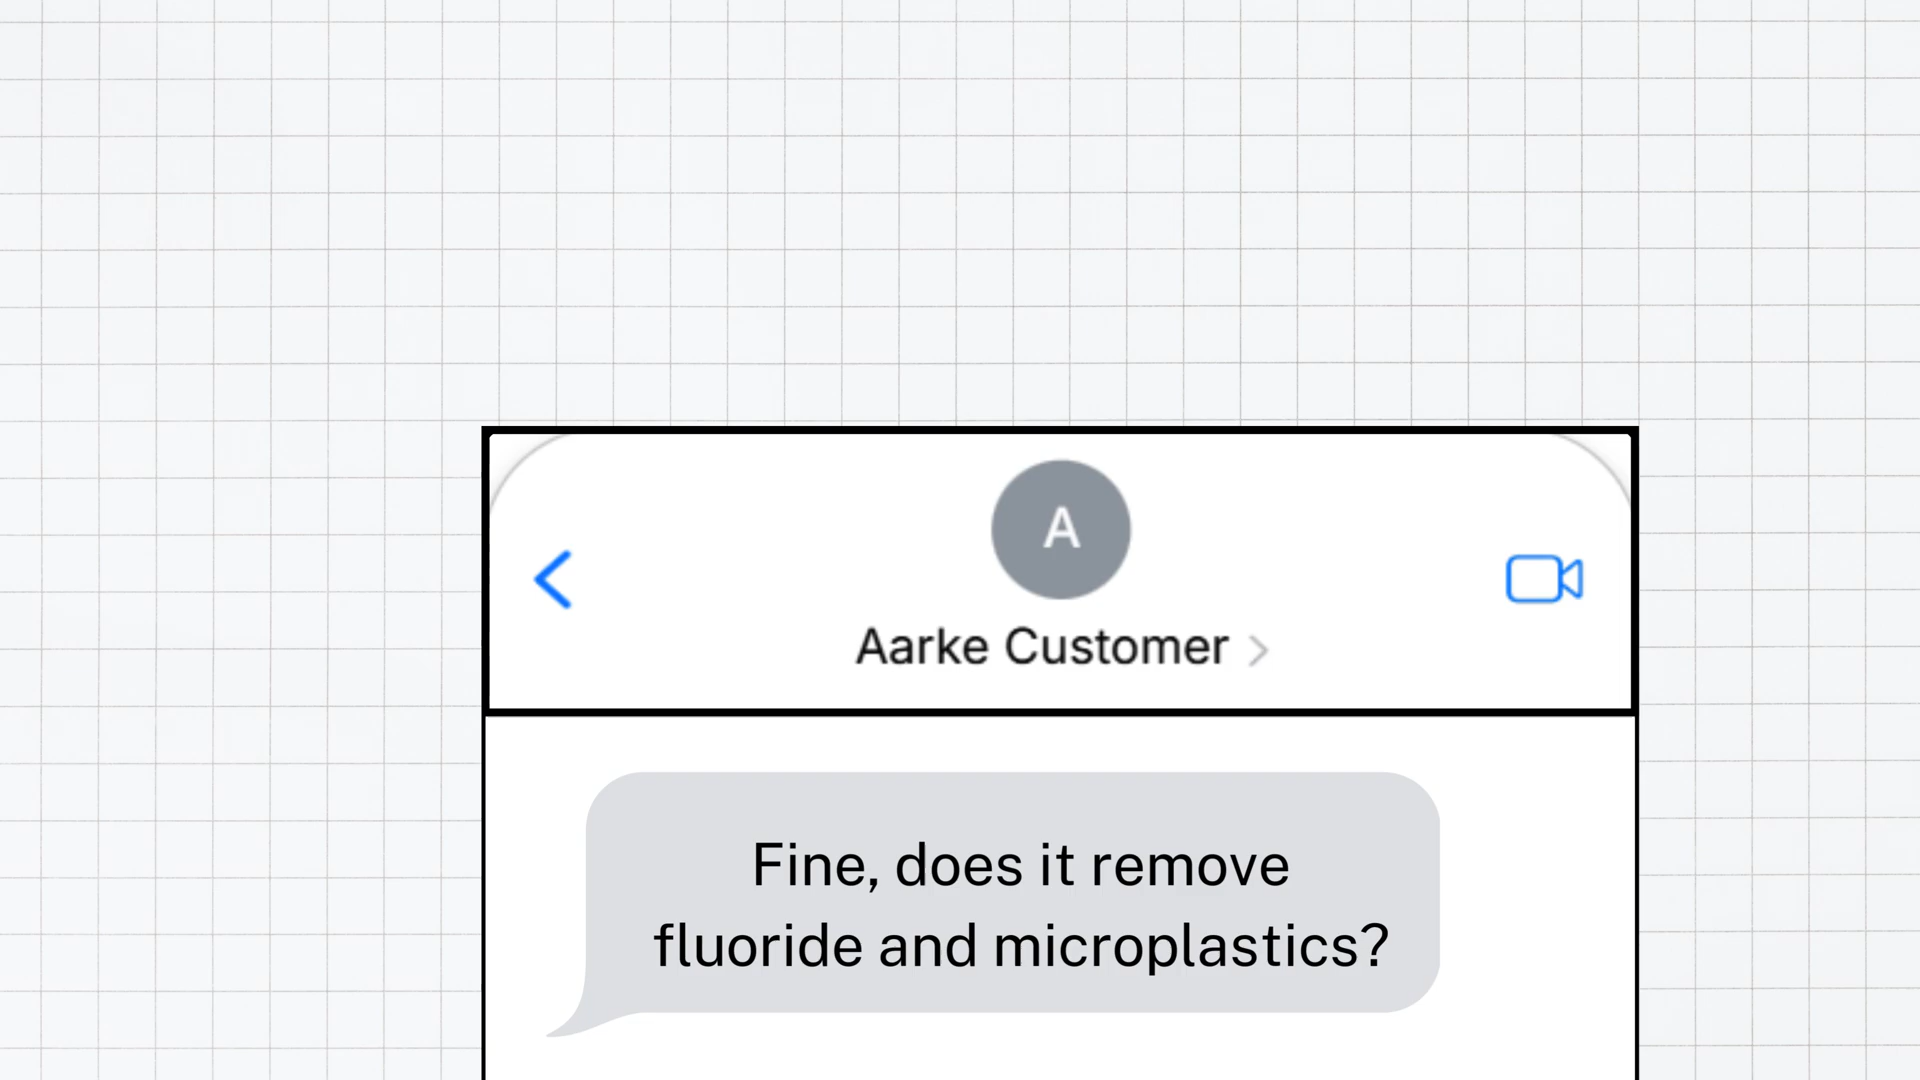 A
Aarke Customer
Fine, does it remove
fluoride and microplastics?